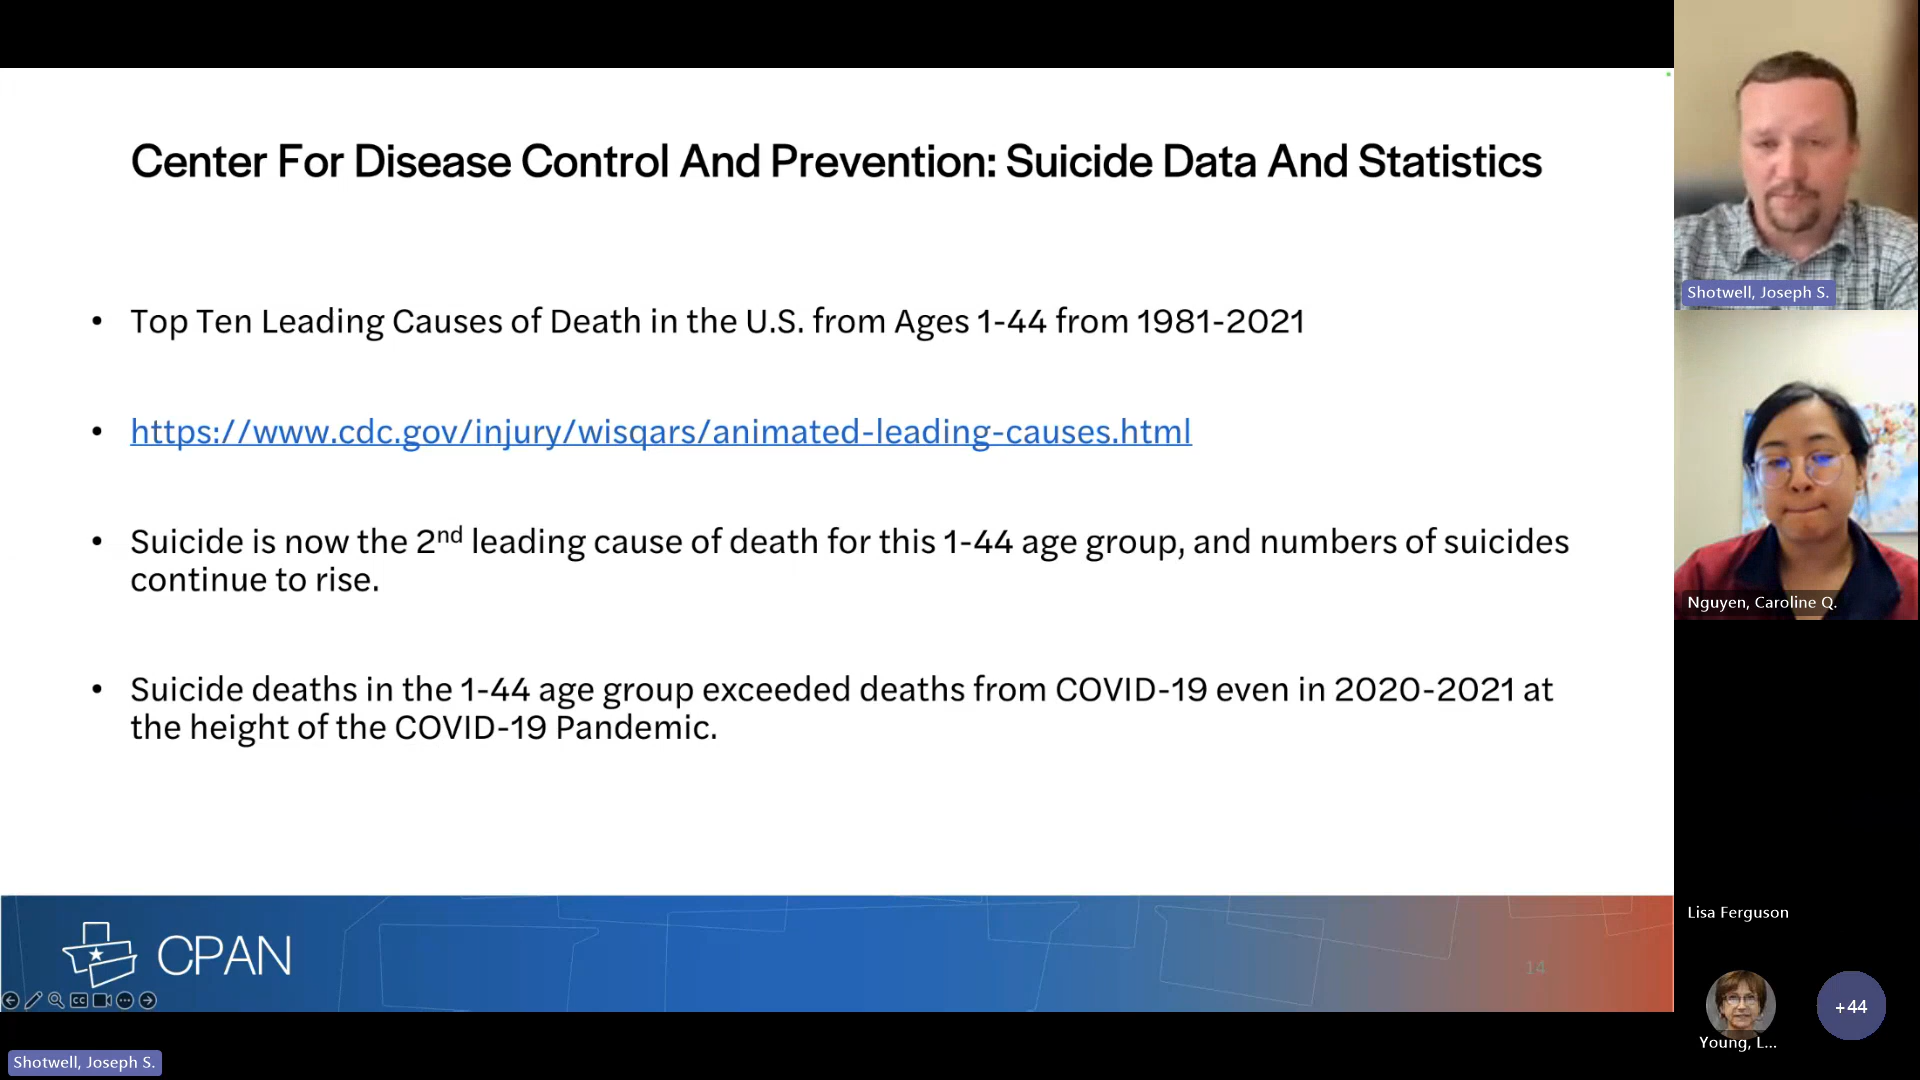 Center For Disease Control And Prevention: Suicide Data And Statistics
• Top Ten Leading Causes of Death in the U.S. from Ages 1-44 from 1981-2021
• https://www.cdc.gov/injury/wisqars/animated-leading-causes.html
• Suicide is now the 2nd leading cause of death for this 1-44 age group, and numbers of suicides
continue to rise.
• Suicide deaths in the 1-44 age group exceeded deaths from COVID-19 even in 2020-2021 at
the height of the COVID-19 Pandemic.
CPAN
14
CC
Shotwell, Joseph S.
Shotwell, Joseph S.
Nguyen, Caroline Q.
Lisa Ferguson
Young, L...
+44